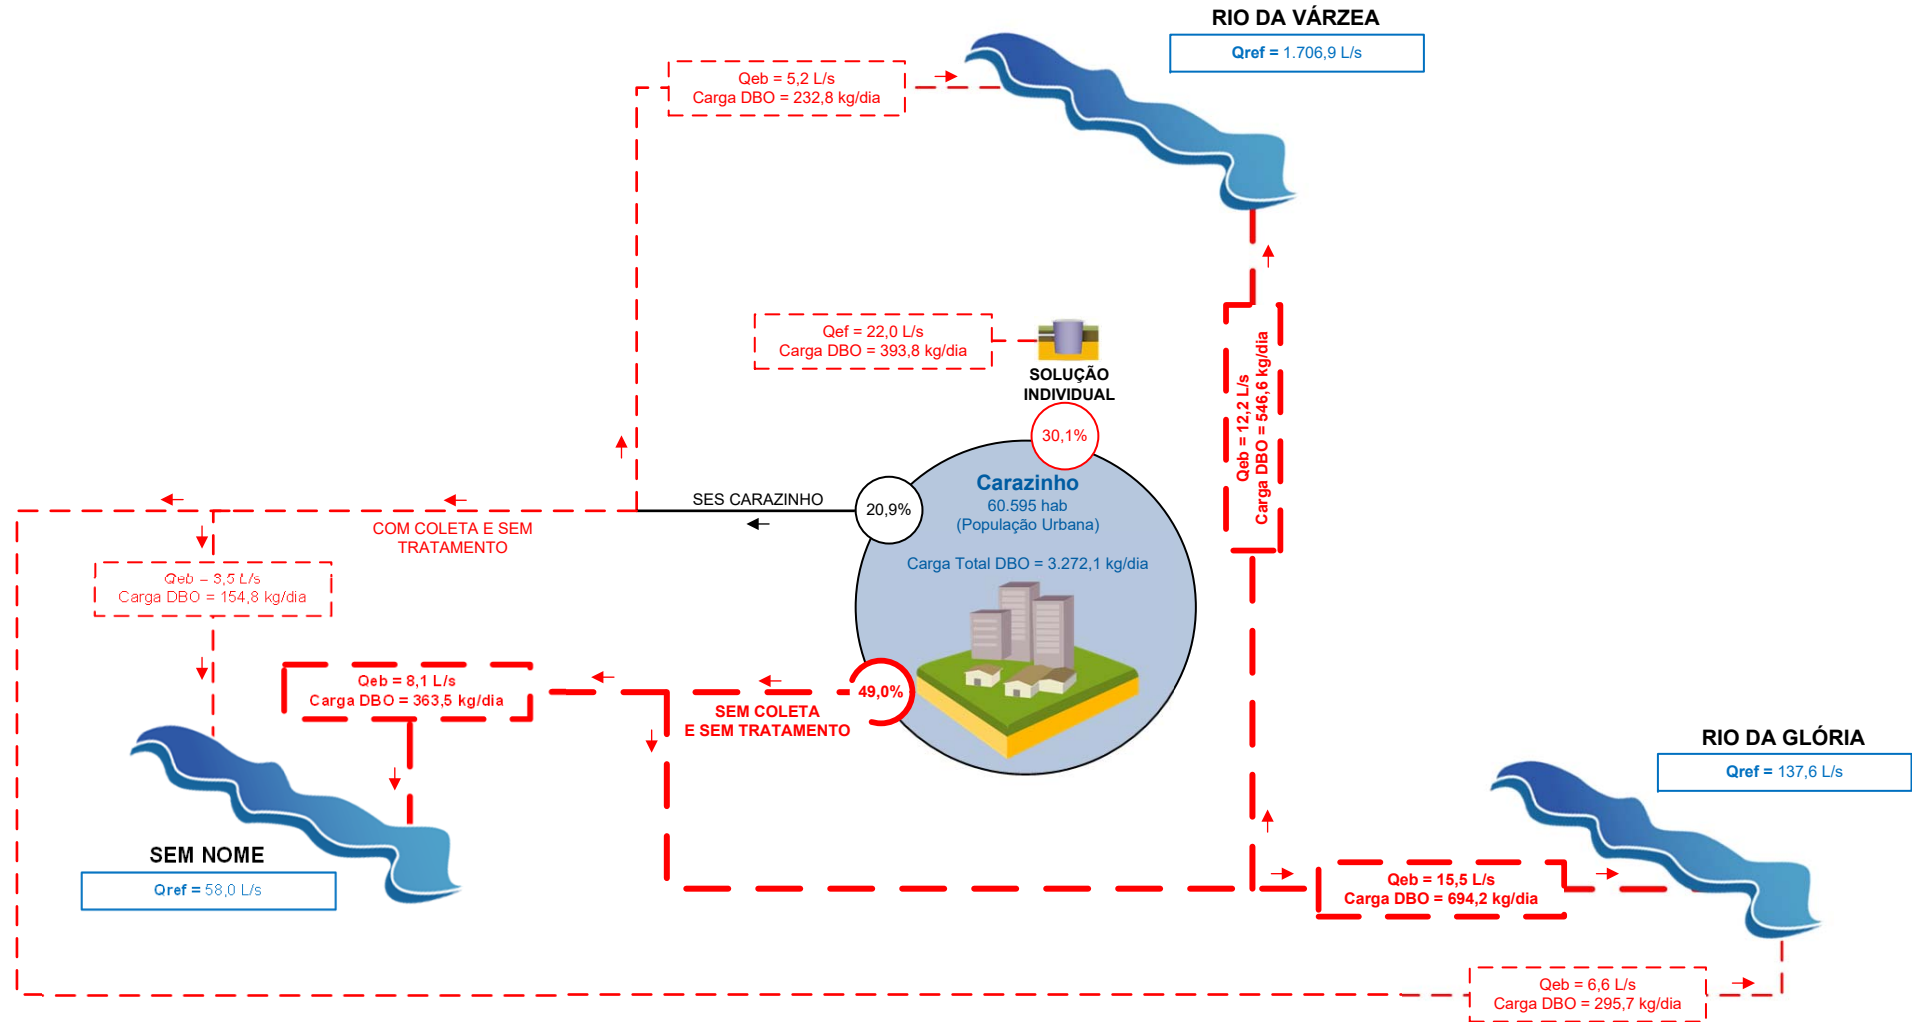 RIO DA VÁRZEA
Qref = 1.706,9 L/s
Qeb = 5,2 L/s
Carga DBO = 232,8 kg/dia
Qef = 22,0 L/s
Carga DBO = 393,8 kg/dia
SOLUÇÃO
INDIVIDUAL
30,1%
Qeb = 12,2 L/s
Carga DBO = 546,6 kg/dia
Carazinho
60.595 hab
(População Urbana)
Carga Total DBO = 3.272,1 kg/dia
SES CARAZINHO
20,9%
COM COLETA E SEM
TRATAMENTO
Qeb = 3,5 L/s
Carga DBO = 154,8 kg/dia
Qeb = 8,1 L/s
Carga DBO = 363,5 kg/dia
49,0%
SEM COLETA
E SEM TRATAMENTO
RIO DA GLÓRIA
Qref = 137,6 L/s
SEM NOME
Qref = 58,0 L/s
Qeb = 15,5 L/s
Carga DBO = 694,2 kg/dia
Qeb = 6,6 L/s
Carga DBO = 295,7 kg/dia